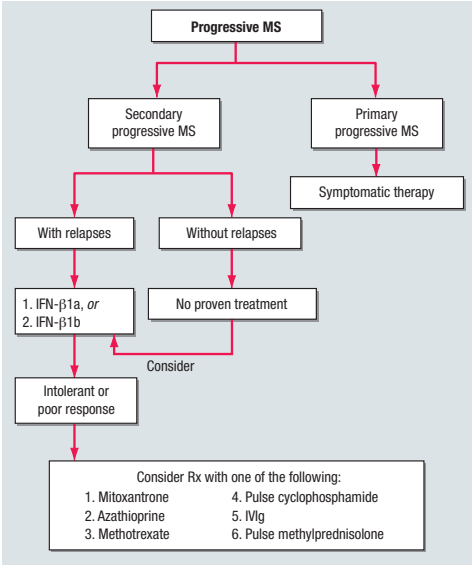 Progressive MS
Secondary
progressive MS
Primary
progressive MS
Symptomatic therapy
With relapses
Without relapses
1. IFN-β1a, or
2. IFN-β1b
No proven treatment
Consider
Intolerant or
poor response
Consider Rx with one of the following:
1. Mitoxantrone
2. Azathioprine
3. Methotrexate
4. Pulse cyclophosphamide
5. IVIg
6. Pulse methylprednisolone